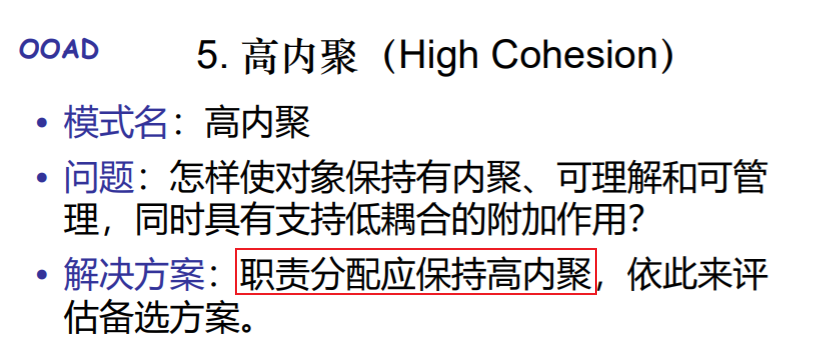 OOAD
5. 高内聚（High Cohesion）
• 模式名：高内聚
• 问题：怎样使对象保持有内聚、可理解和可管
理，同时具有支持低耦合的附加作用？
• 解决方案：职责分配应保持高内聚，依此来评
估备选方案。